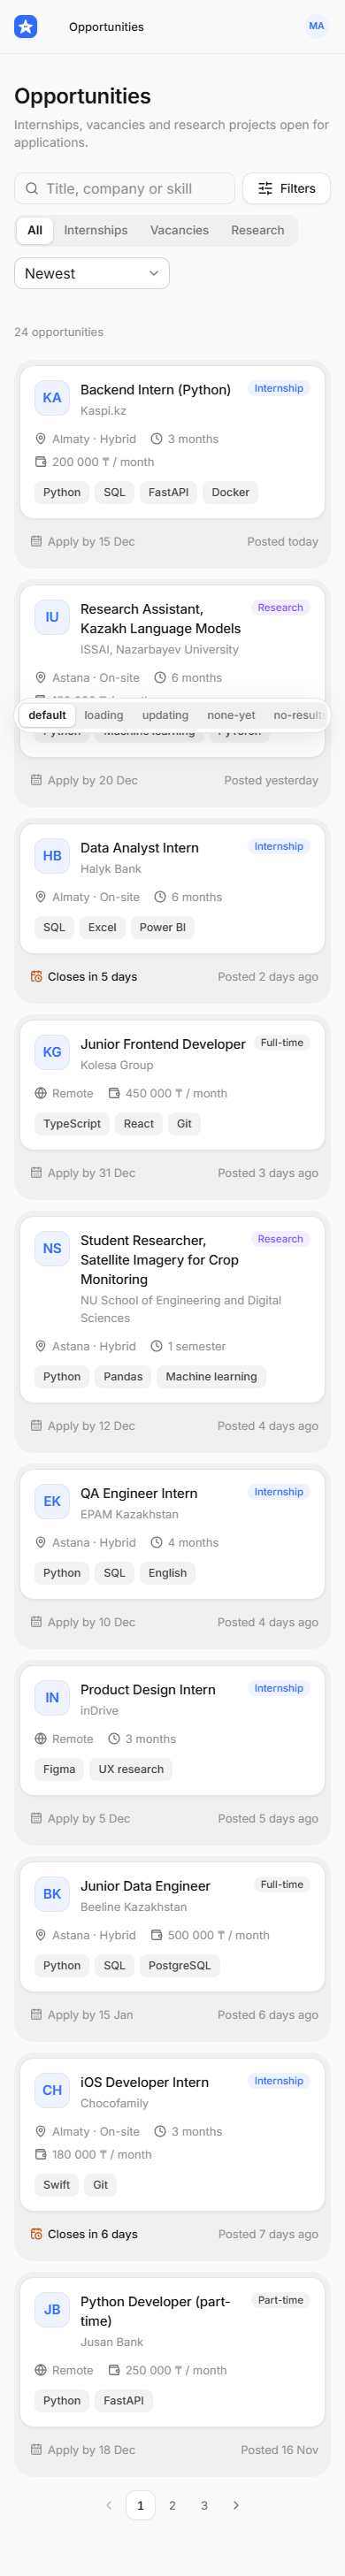 Opportunities
MA
Opportunities
Internships, vacancies and research projects open for
applications.
Title, company or skill
Filters
All Internships Vacancies Research
Newest
24 opportunities
KA
Backend Intern (Python)
Internship
Kaspi.kz
Almaty · Hybrid 3 months
200 000 ₸ / month
Python SQL FastAPI Docker
Apply by 15 Dec Posted today
IU
Research Assistant,
Kazakh Language Models
Research
ISSAI, Nazarbayev University
Astana · On-site 6 months
default loading updating none-yet no-results
Python Machine learning PyTorch
Apply by 20 Dec Posted yesterday
HB
Data Analyst Intern
Internship
Halyk Bank
Almaty · On-site 6 months
SQL Excel Power BI
Closes in 5 days Posted 2 days ago
KG
Junior Frontend Developer
Full-time
Kolesa Group
Remote 450 000 ₸ / month
TypeScript React Git
Apply by 31 Dec Posted 3 days ago
NS
Student Researcher,
Satellite Imagery for Crop
Monitoring
Research
NU School of Engineering and Digital
Sciences
Astana · Hybrid 1 semester
Python Pandas Machine learning
Apply by 12 Dec Posted 4 days ago
EK
QA Engineer Intern
Internship
EPAM Kazakhstan
Astana · Hybrid 4 months
Python SQL English
Apply by 10 Dec Posted 4 days ago
IN
Product Design Intern
Internship
inDrive
Remote 3 months
Figma UX research
Apply by 5 Dec Posted 5 days ago
BK
Junior Data Engineer
Full-time
Beeline Kazakhstan
Astana · Hybrid 500 000 ₸ / month
Python SQL PostgreSQL
Apply by 15 Jan Posted 6 days ago
CH
iOS Developer Intern
Internship
Chocofamily
Almaty · On-site 3 months
180 000 ₸ / month
Swift Git
Closes in 6 days Posted 7 days ago
JB
Python Developer (part-
time)
Part-time
Jusan Bank
Remote 250 000 ₸ / month
Python FastAPI
Apply by 18 Dec Posted 16 Nov
1 2 3